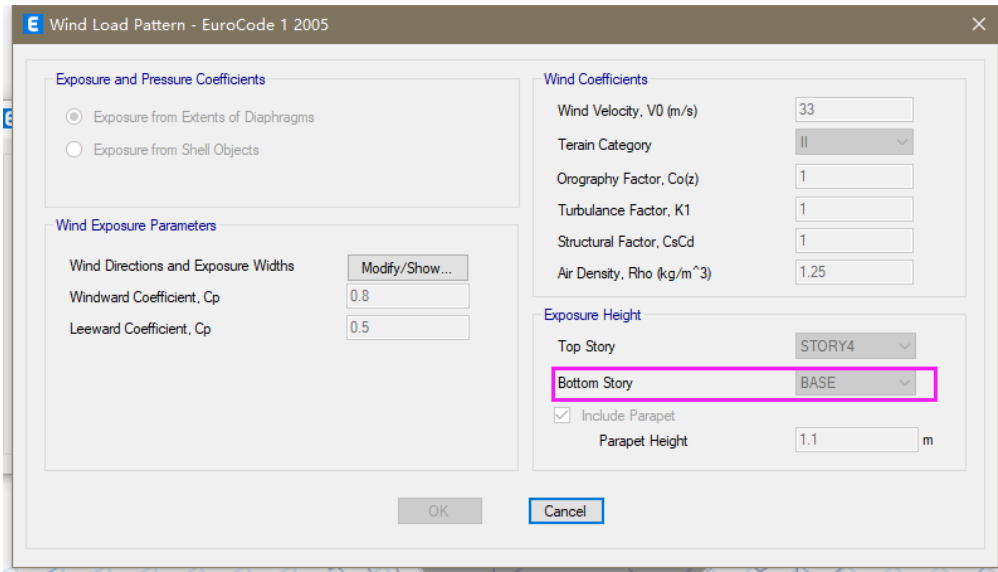 E Wind Load Pattern - EuroCode 1 2005
Exposure and Pressure Coefficients
Exposure from Extents of Diaphragms
Exposure from Shell Objects
Wind Exposure Parameters
Wind Directions and Exposure Widths Modify/Show...
Windward Coefficient, Cp 0.8
Leeward Coefficient, Cp 0.5
Wind Coefficients
Wind Velocity, V0 (m/s) 33
Terain Category II
Orography Factor, Co(z) 1
Turbulance Factor, K1 1
Structural Factor, CsCd 1
Air Density, Rho (kg/m^3) 1.25
Exposure Height
Top Story STORY4
Bottom Story BASE
Include Parapet
Parapet Height 1.1 m
OK Cancel